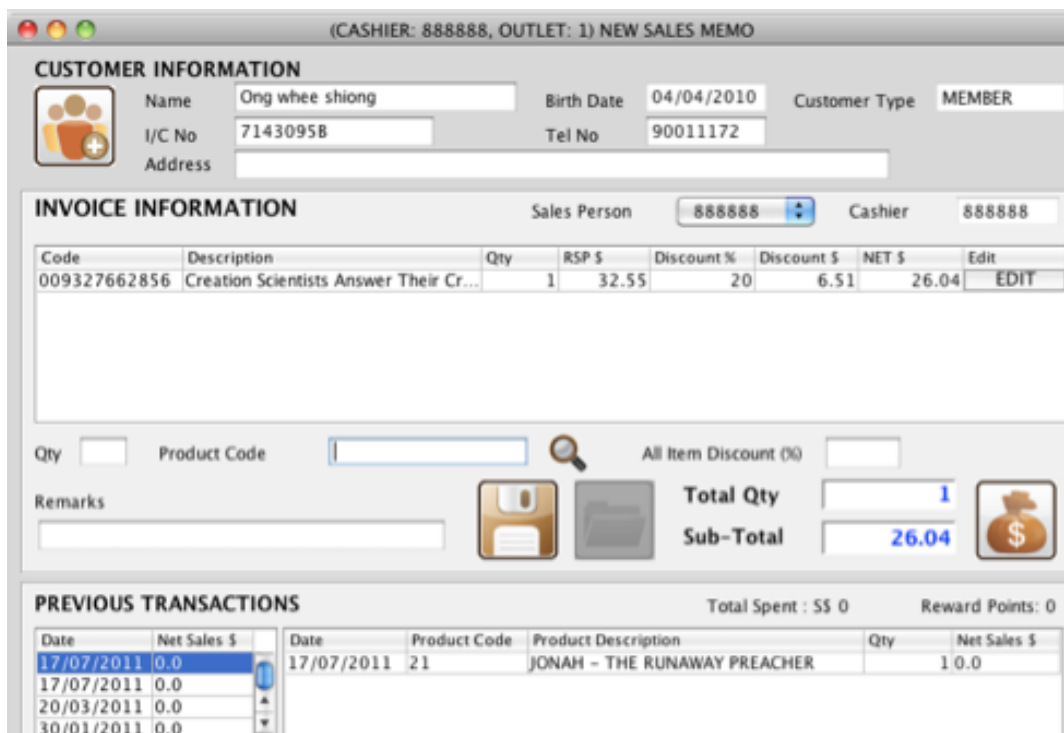 (CASHIER: 888888, OUTLET: 1) NEW SALES MEMO
CUSTOMER INFORMATION
Name Ong whee shiong Birth Date 04/04/2010 Customer Type MEMBER
I/C No 7143095B Tel No 90011172
Address
INVOICE INFORMATION Sales Person 888888 Cashier 888888
Code Description Qty RSP $ Discount % Discount $ NET $ Edit
009327662856 Creation Scientists Answer Their Cr... 1 32.55 20 6.51 26.04 EDIT
Qty Product Code All Item Discount (%)
Remarks Total Qty 1
Sub-Total 26.04
PREVIOUS TRANSACTIONS Total Spent : S$ 0 Reward Points: 0
Date Net Sales $ Date Product Code Product Description Qty Net Sales $
17/07/2011 0.0 17/07/2011 21 JONAH - THE RUNAWAY PREACHER 1 0.0
17/07/2011 0.0
20/03/2011 0.0
30/01/2011 0.0